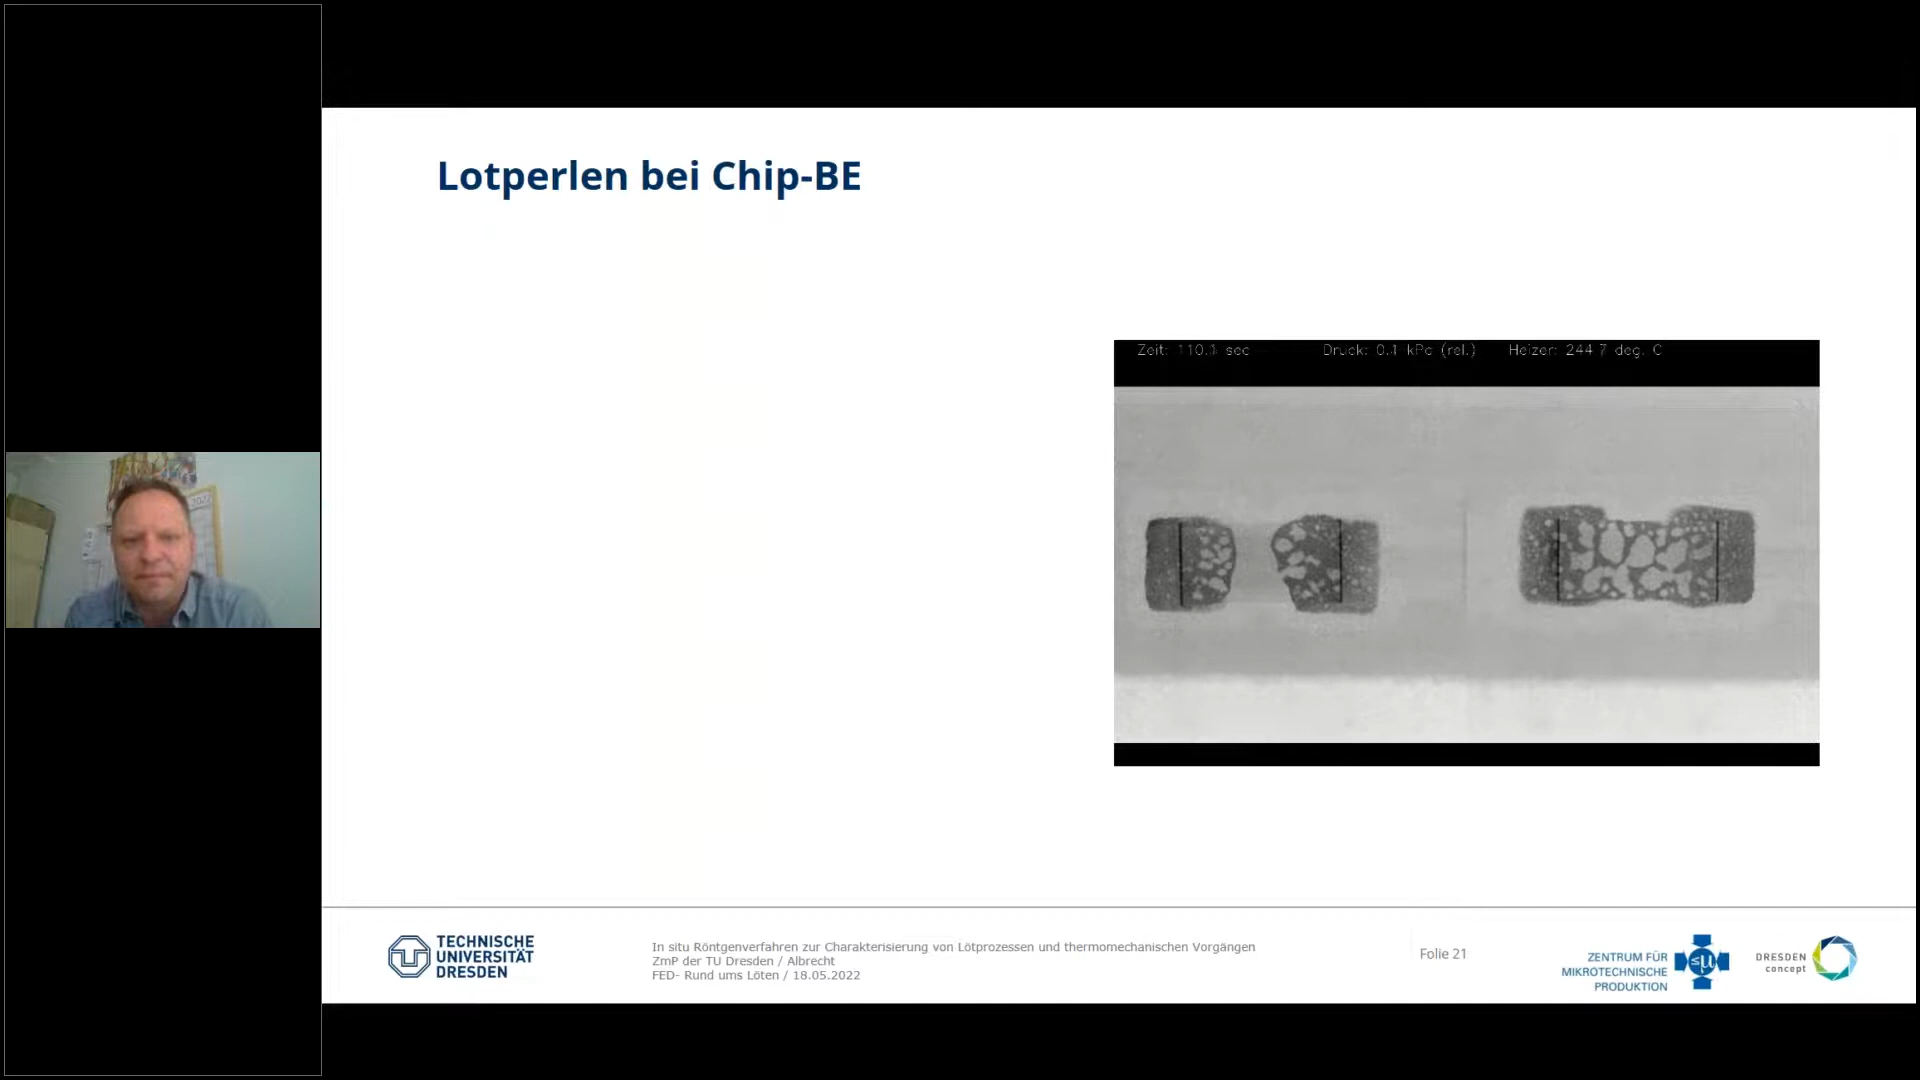 Lotperlen bei Chip-BE
Zeit: 110.1 sec Druck: 0.1 kPa (rel.) Heizer: 244.7 deg. C
2022
TECHNISCHE
UNIVERSITÄT
DRESDEN
In situ Röntgenverfahren zur Charakterisierung von Lötprozessen und thermomechanischen Vorgängen
ZmP der TU Dresden / Albrecht
FED- Rund ums Löten / 18.05.2022
Folie 21
ZENTRUM FÜR
MIKROTECHNISCHE
PRODUKTION
sµ
DRESDEN
concept